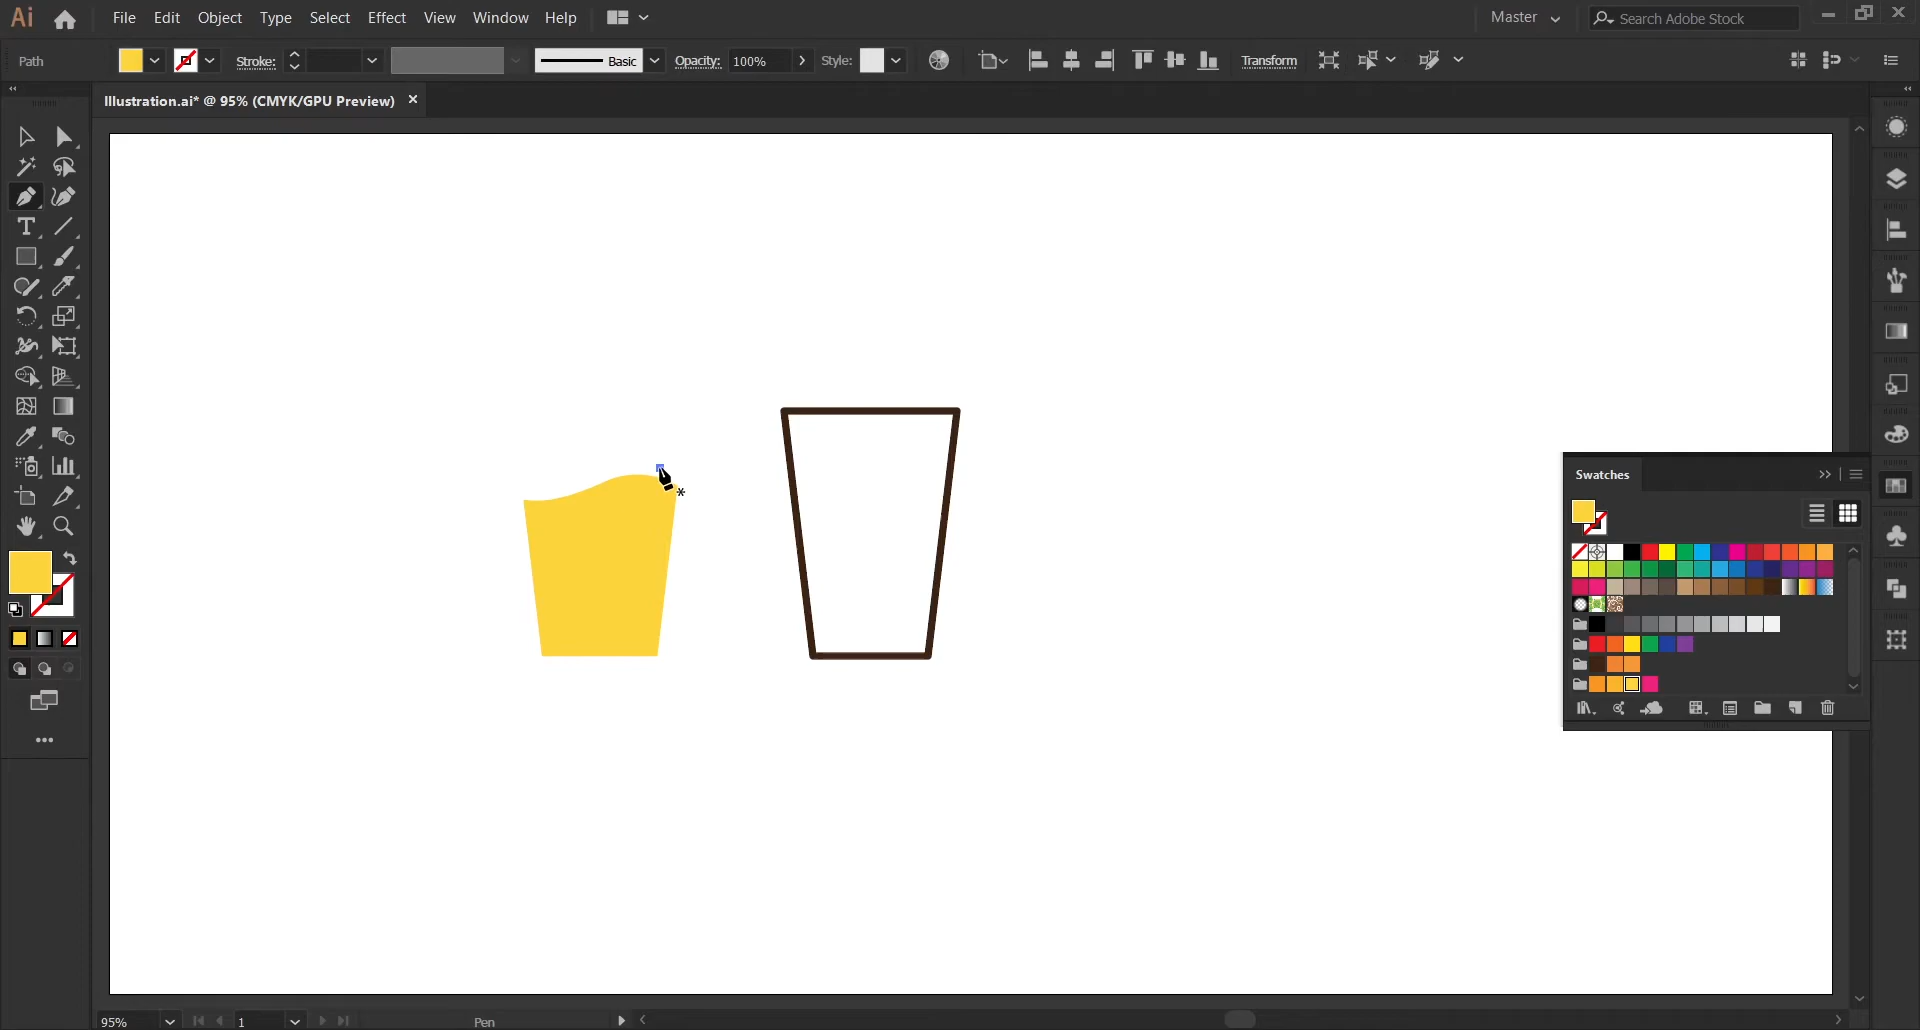 Ai File Edit Object Type Select Effect View Window Help Master Search Adobe Stock
Path Stroke: Basic Opacity: 100% Style: Transform
Illustration.ai* @ 95% (CMYK/GPU Preview)
Swatches
95% 1 Pen